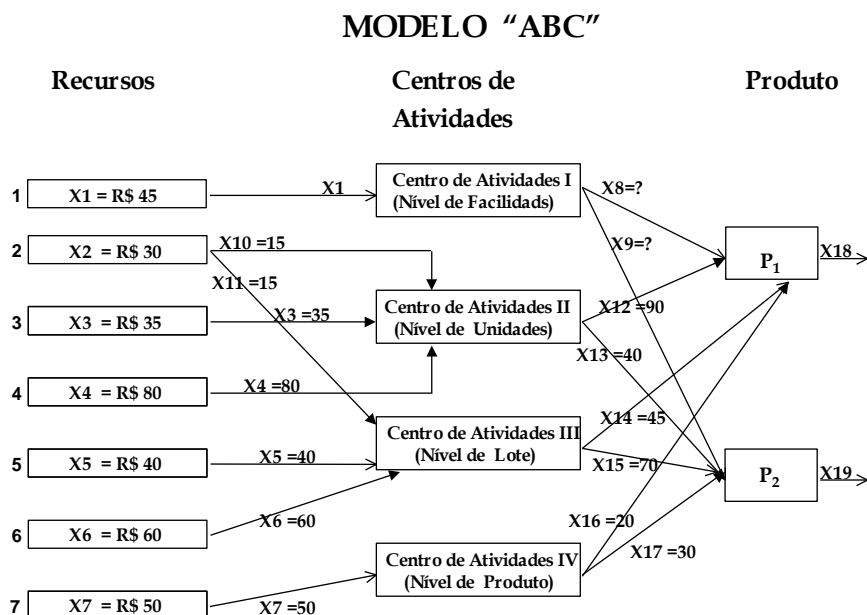 MODELO “ABC”
Recursos
Centros de
Atividades
Produto
1
X1 = R$ 45
X1
Centro de Atividades I
(Nível de Facilidads)
X8=?
X9=?
2
X2 = R$ 30
X10 =15
X11 =15
P1
X18
3
X3 = R$ 35
X3 =35
Centro de Atividades II
(Nível de Unidades)
X12 =90
X13 =40
4
X4 = R$ 80
X4 =80
Centro de Atividades III
(Nível de Lote)
X14 =45
X15 =70
5
X5 = R$ 40
X5 =40
P2
X19
6
X6 = R$ 60
X6 =60
X16 =20
X17 =30
Centro de Atividades IV
(Nível de Produto)
7
X7 = R$ 50
X7 =50